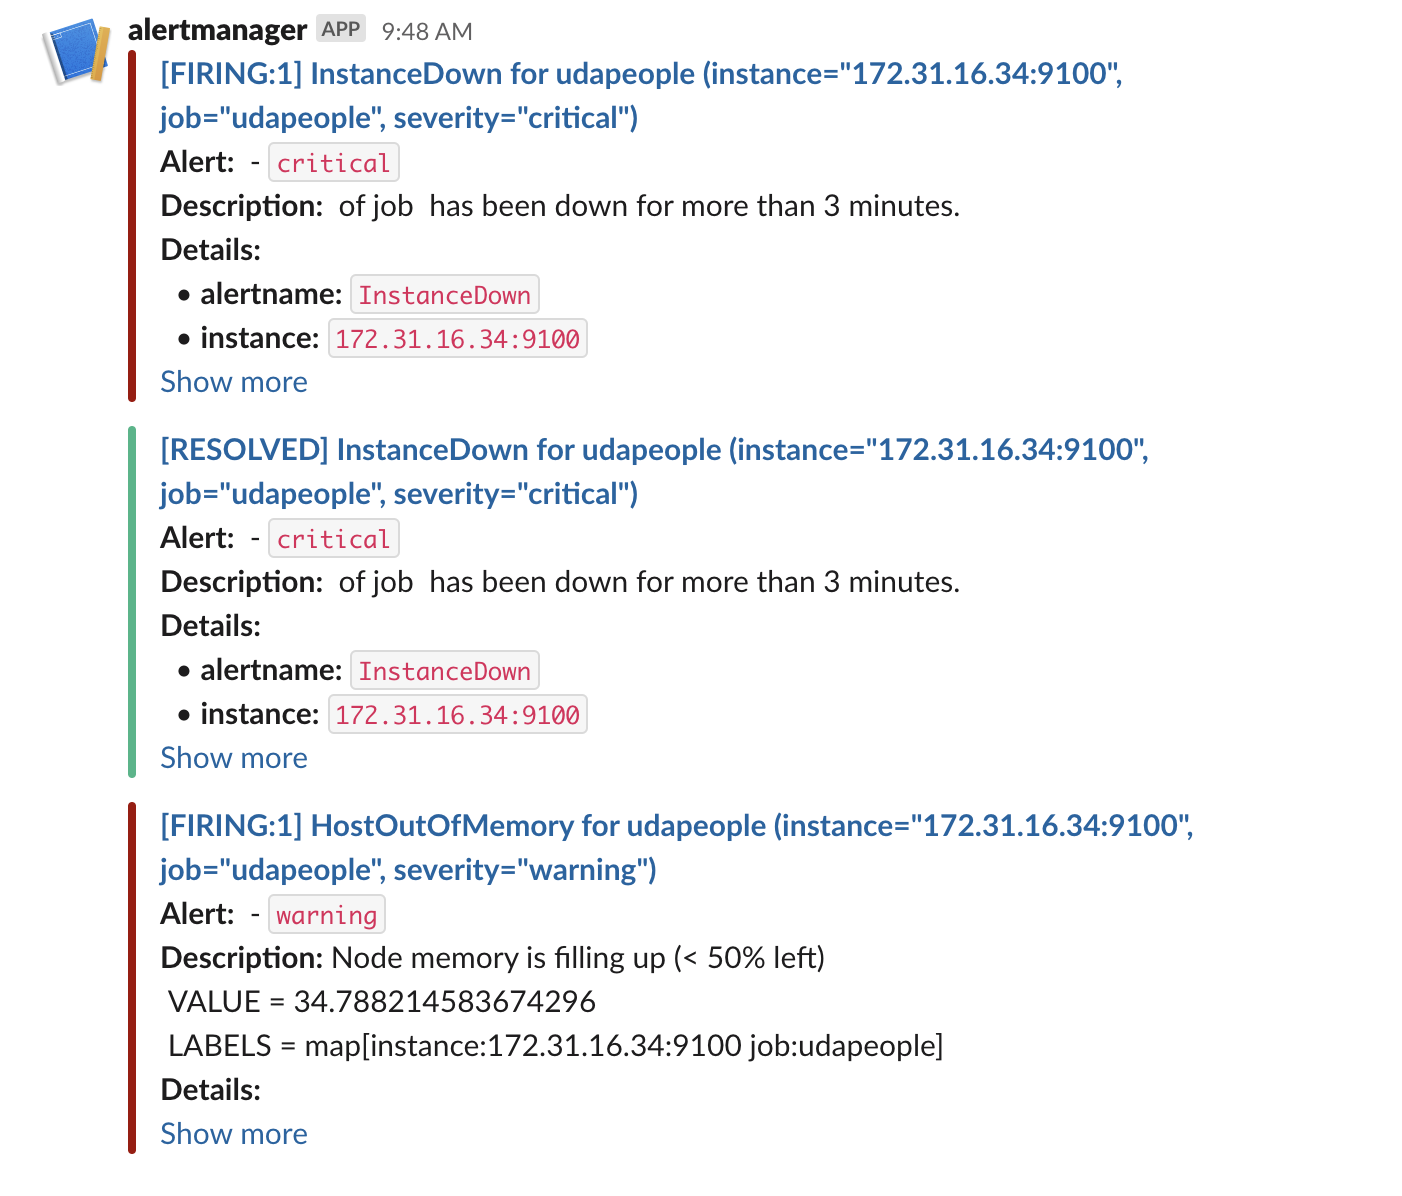 alertmanager APP 9:48 AM
[FIRING:1] InstanceDown for udapeople (instance="172.31.16.34:9100",
job="udapeople", severity="critical")
Alert: - critical
Description: of job has been down for more than 3 minutes.
Details:
• alertname: InstanceDown
• instance: 172.31.16.34:9100
Show more
[RESOLVED] InstanceDown for udapeople (instance="172.31.16.34:9100",
job="udapeople", severity="critical")
Alert: - critical
Description: of job has been down for more than 3 minutes.
Details:
• alertname: InstanceDown
• instance: 172.31.16.34:9100
Show more
[FIRING:1] HostOutOfMemory for udapeople (instance="172.31.16.34:9100",
job="udapeople", severity="warning")
Alert: - warning
Description: Node memory is filling up (< 50% left)
VALUE = 34.788214583674296
LABELS = map[instance:172.31.16.34:9100 job:udapeople]
Details:
Show more